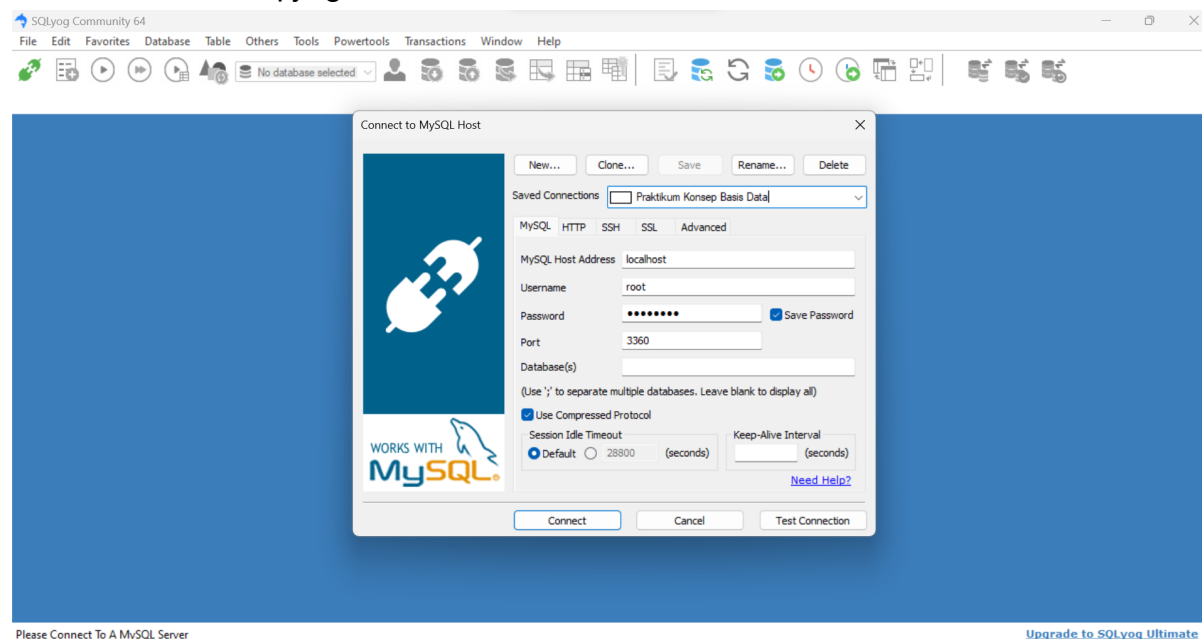 SQLyog Community 64
File Edit Favorites Database Table Others Tools Powertools Transactions Window Help
No database selected
Connect to MySQL Host
New... Clone... Save Rename... Delete
Saved Connections Praktikum Konsep Basis Data
MySQL HTTP SSH SSL Advanced
MySQL Host Address localhost
Username root
Password •••••••• Save Password
Port 3360
Database(s)
(Use ';' to separate multiple databases. Leave blank to display all)
Use Compressed Protocol
Session Idle Timeout Keep-Alive Interval
Default 28800 (seconds) (seconds)
Need Help?
WORKS WITH
MySQL®
Connect Cancel Test Connection
Please Connect To A MySQL Server Upgrade to SQLyog Ultimate